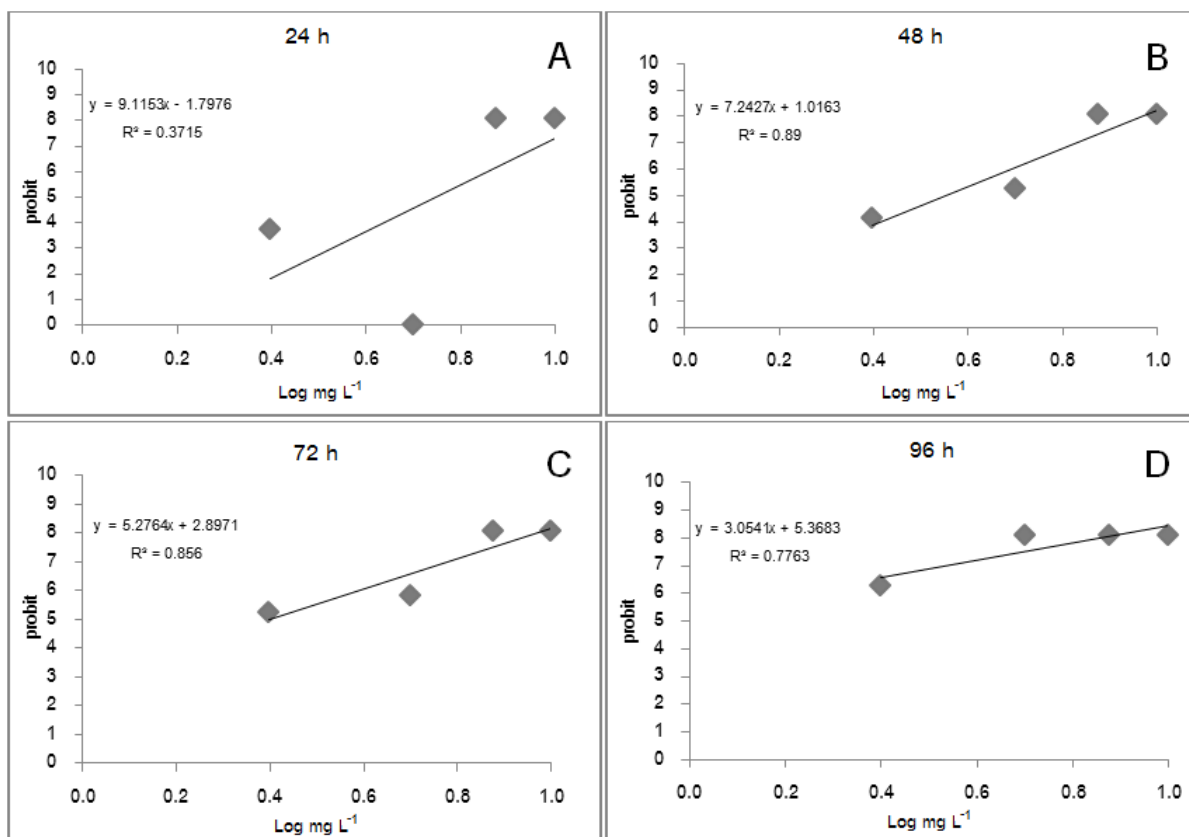 24 h
A
10
9
8
7
6
5
4
3
2
1
0
probit
y = 9.1153x - 1.7976
R² = 0.3715
0.0 0.2 0.4 0.6 0.8 1.0
Log mg L⁻¹
48 h
B
10
9
8
7
6
5
4
3
2
1
0
probit
y = 7.2427x + 1.0163
R² = 0.89
0.0 0.2 0.4 0.6 0.8 1.0
Log mg L⁻¹
72 h
C
10
9
8
7
6
5
4
3
2
1
0
probit
y = 5.2764x + 2.8971
R² = 0.856
0.0 0.2 0.4 0.6 0.8 1.0
Log mg L⁻¹
96 h
D
10
9
8
7
6
5
4
3
2
1
0
probit
y = 3.0541x + 5.3683
R² = 0.7763
0.0 0.2 0.4 0.6 0.8 1.0
Log mg L⁻¹